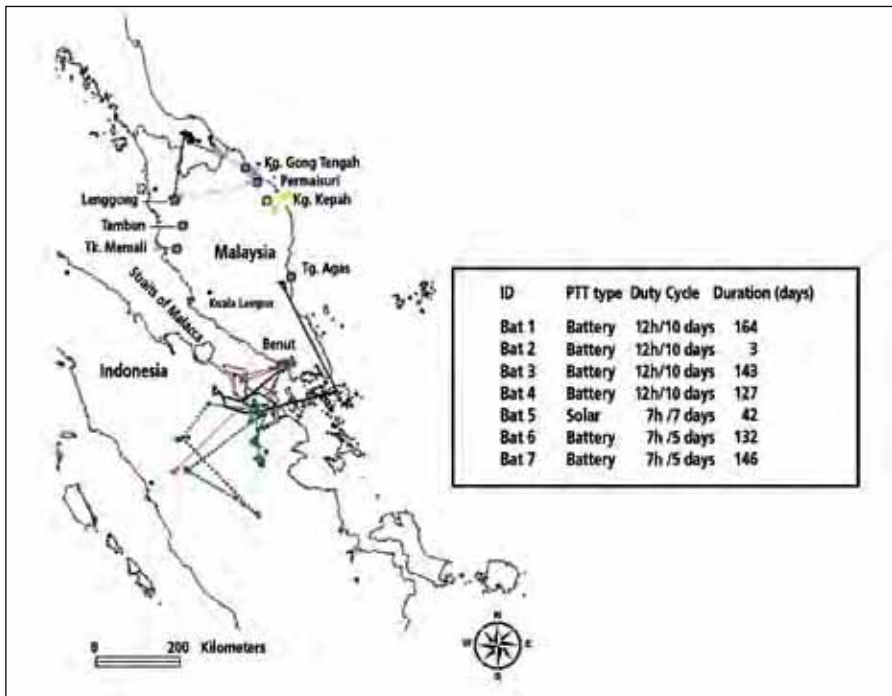 Kg. Gong Tengah
Permaisuri
Kg. Kepah
Lenggong
Tambun
Tk. Memali
Malaysia
Tg. Agas
Straits of Malacca
Kuala Lumpur
Benut
Indonesia
ID PTT type Duty Cycle Duration (days)
Bat 1 Battery 12h/10 days 164
Bat 2 Battery 12h/10 days 3
Bat 3 Battery 12h/10 days 143
Bat 4 Battery 12h/10 days 127
Bat 5 Solar 7h/7 days 42
Bat 6 Battery 7h /5 days 132
Bat 7 Battery 7h /5 days 146
N
W E
S
0 200 Kilometers